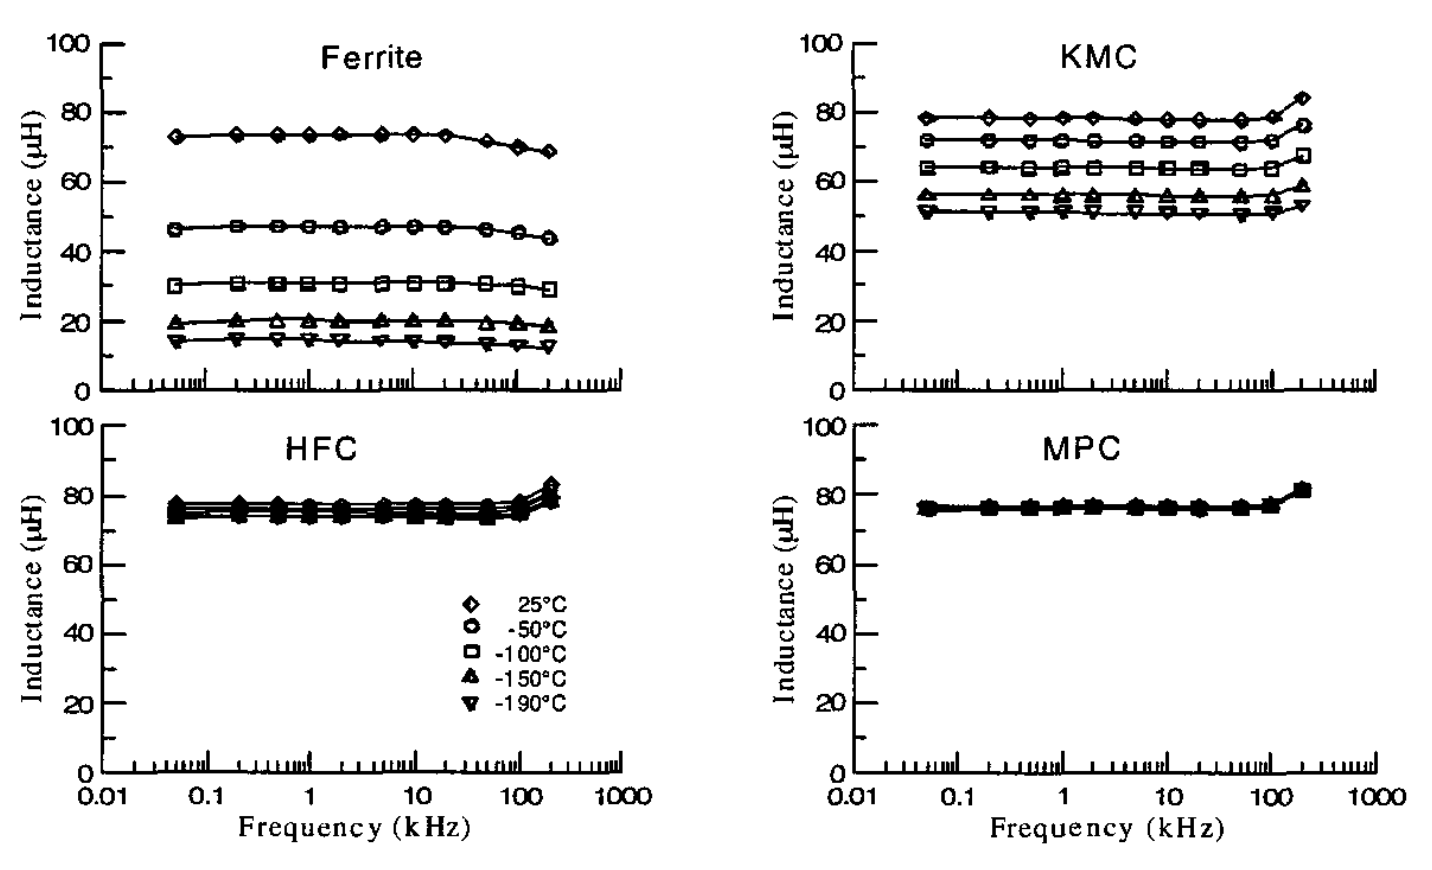 Ferrite
100
80
60
40
20
0
Inductance (μH)
KMC
100
80
60
40
20
0
Inductance (μH)
HFC
100
80
60
40
20
0
Inductance (μH)
25°C
-50°C
-100°C
-150°C
-190°C
0.01 0.1 1 10 100 1000
Frequency (kHz)
MPC
100
80
60
40
20
0
Inductance (μH)
0.01 0.1 1 10 100 1000
Frequency (kHz)